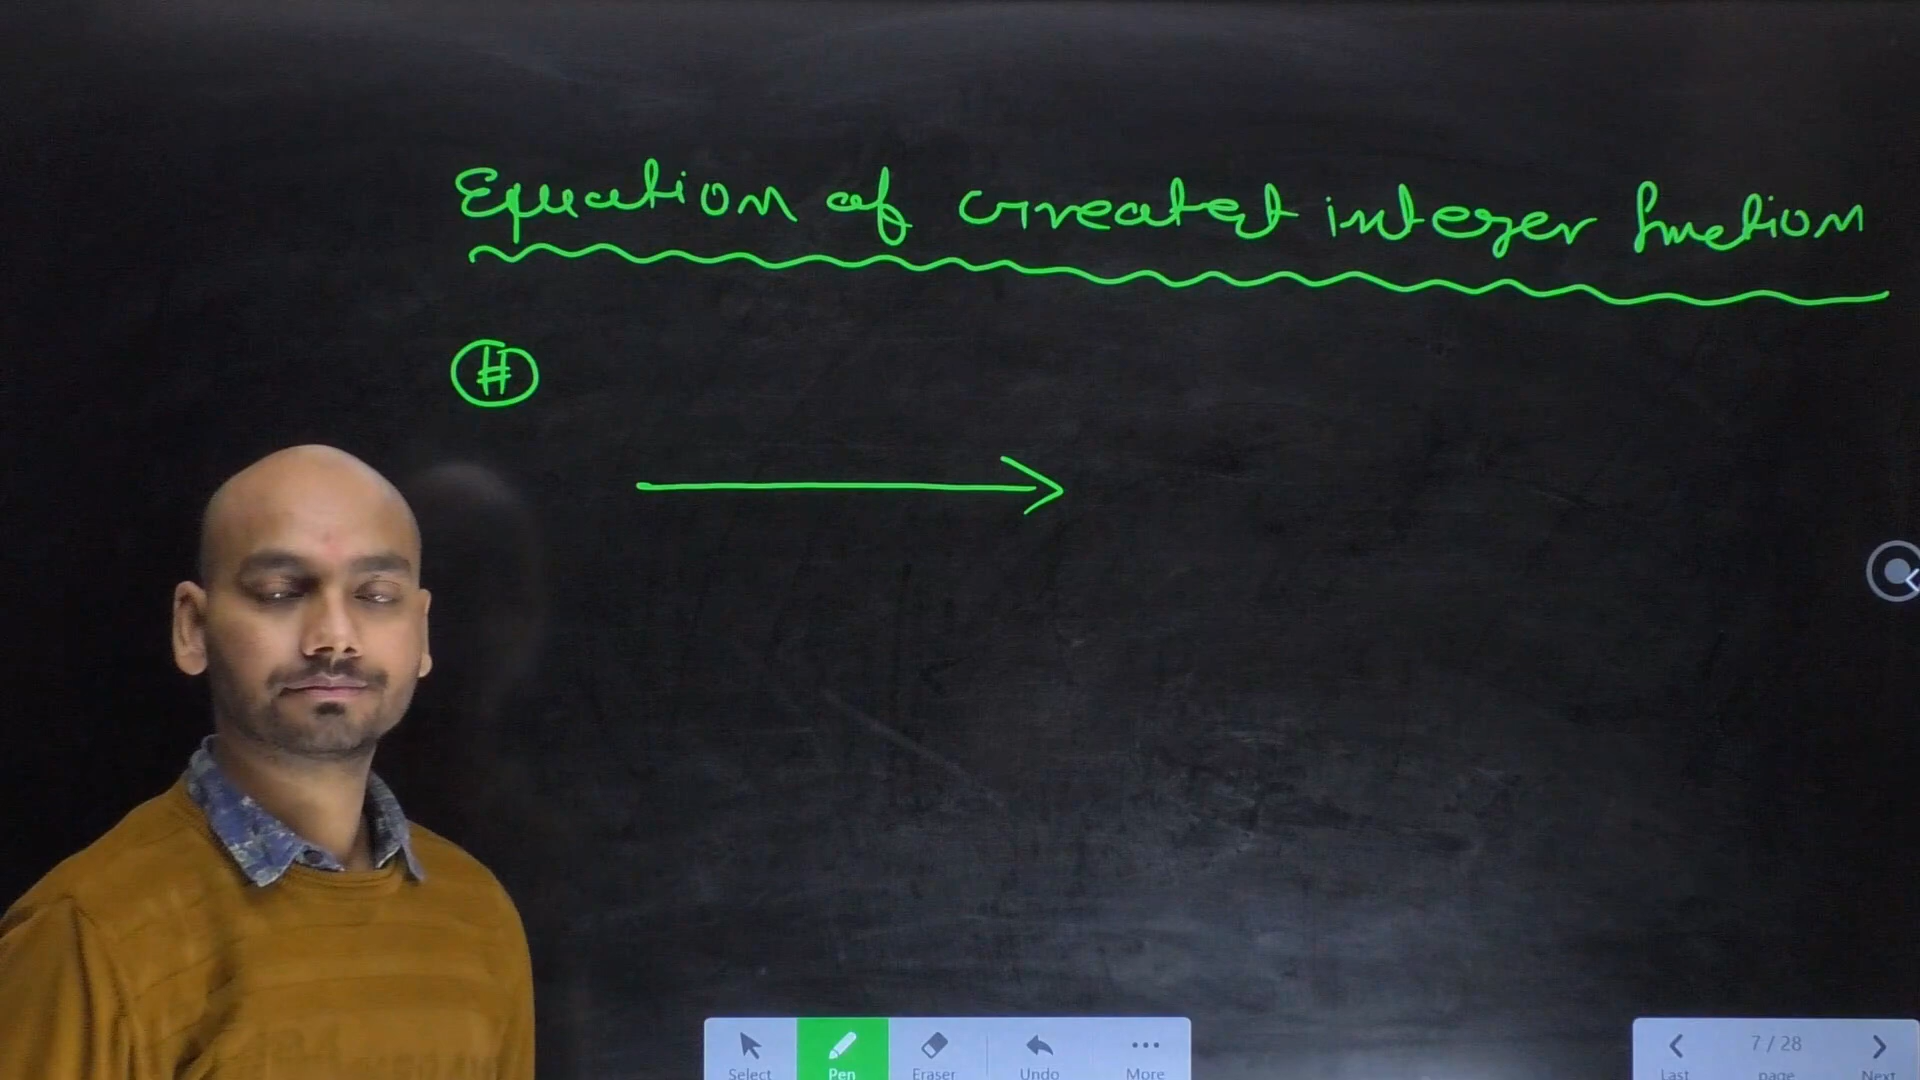 Equation of Greatest integer function
#
Select Pen Eraser Undo More
7 / 28
Last page Next